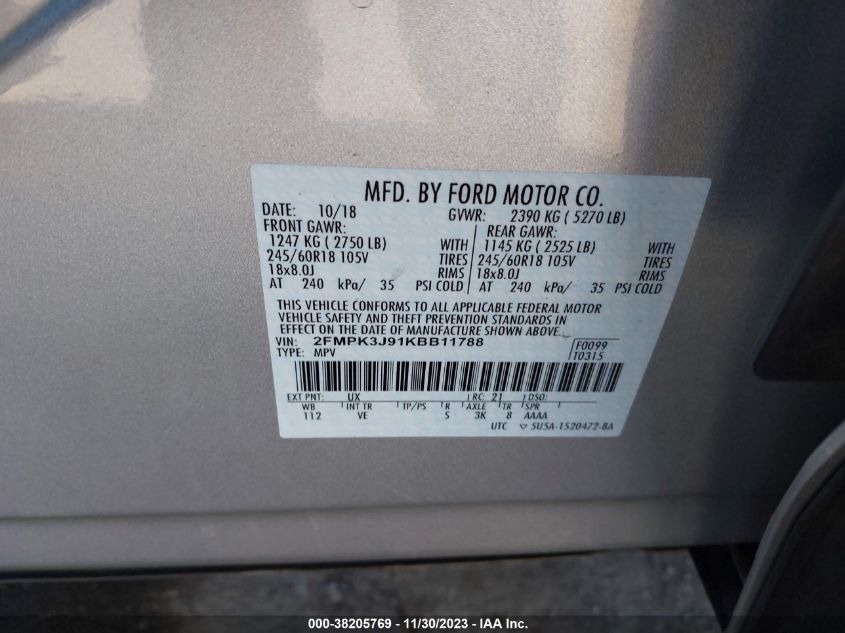 MFD. BY FORD MOTOR CO.
DATE: 10/18 GVWR: 2390 KG ( 5270 LB)
FRONT GAWR: REAR GAWR:
1247 KG ( 2750 LB) WITH 1145 KG ( 2525 LB) WITH
245/60R18 105V TIRES 245/60R18 105V TIRES
18x8.0J RIMS 18x8.0J RIMS
AT 240 kPa/ 35 PSI COLD AT 240 kPa/ 35 PSI COLD
THIS VEHICLE CONFORMS TO ALL APPLICABLE FEDERAL MOTOR
VEHICLE SAFETY AND THEFT PREVENTION STANDARDS IN
EFFECT ON THE DATE OF MANUFACTURE SHOWN ABOVE.
VIN: 2FMPK3J91KBB11788 F0099
TYPE: MPV T0315
EXT PNT: UX RC: 21 DSO:
WB INT TR TP/PS R AXLE TR SPR
112 VE 5 3K 8 AAAA
UTC ▽ 5USA-1520472-BA
000-38205769 - 11/30/2023 - IAA Inc.